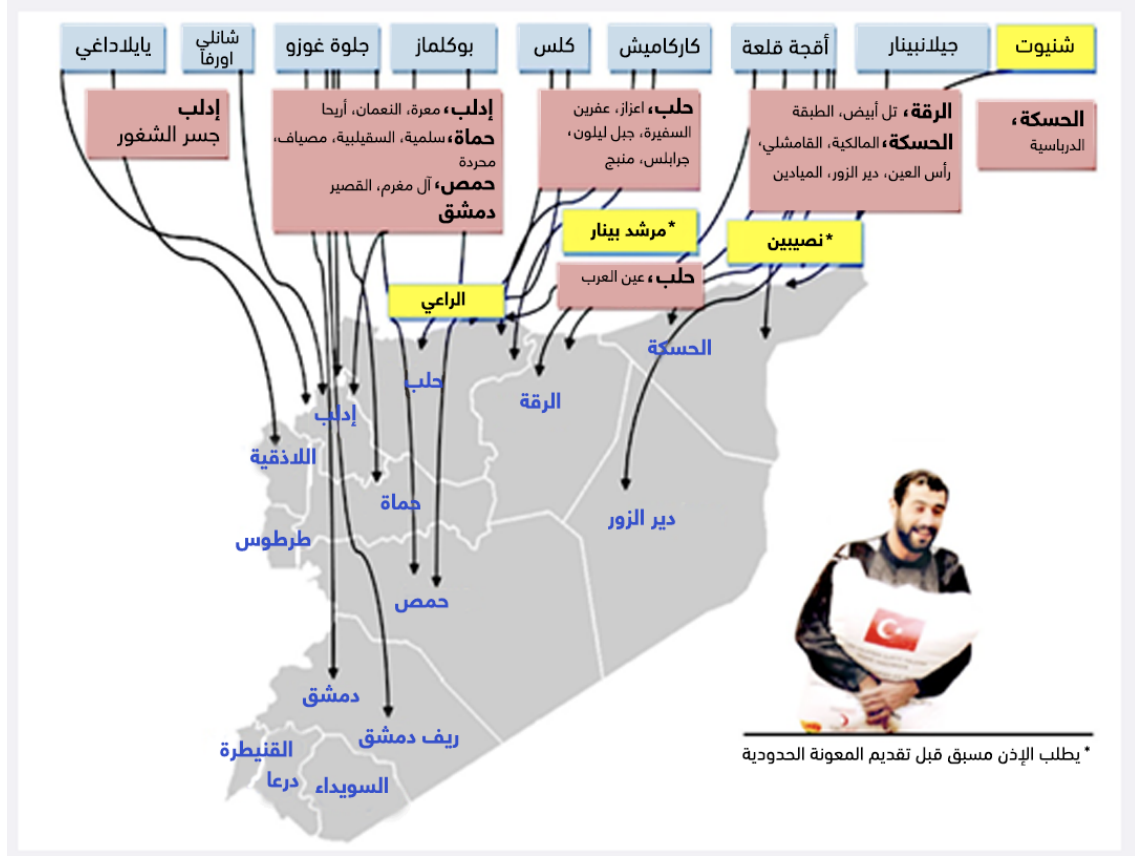 شنيوت
جيلانبينار
أقجة قلعة
كاركاميش
كلس
بوكلماز
جلوة غوزو
شانلي
اورفا
يايلاداغي
الحسكة،
الدرباسية
الرقة، تل أبيض، الطبقة
الحسكة، المالكية، القامشلي،
رأس العين، دير الزور، الميادين
حلب، اعزاز، عفرين
السفيرة، جبل ليلون،
جرابلس، منبج
إدلب، معرة، النعمان، أريحا
حماة، سلمية، السقيلبية، مصياف،
محردة
حمص، آل مغرم، القصير
دمشق
إدلب
جسر الشغور
*نصيبين
*مرشد بينار
حلب، عين العرب
الراعي
الحسكة
حلب
الرقة
إدلب
اللاذقية
حماة
دير الزور
طرطوس
حمص
دمشق
ريف دمشق
القنيطرة
درعا
السويداء
* يطلب الإذن مسبق قبل تقديم المعونة الحدودية